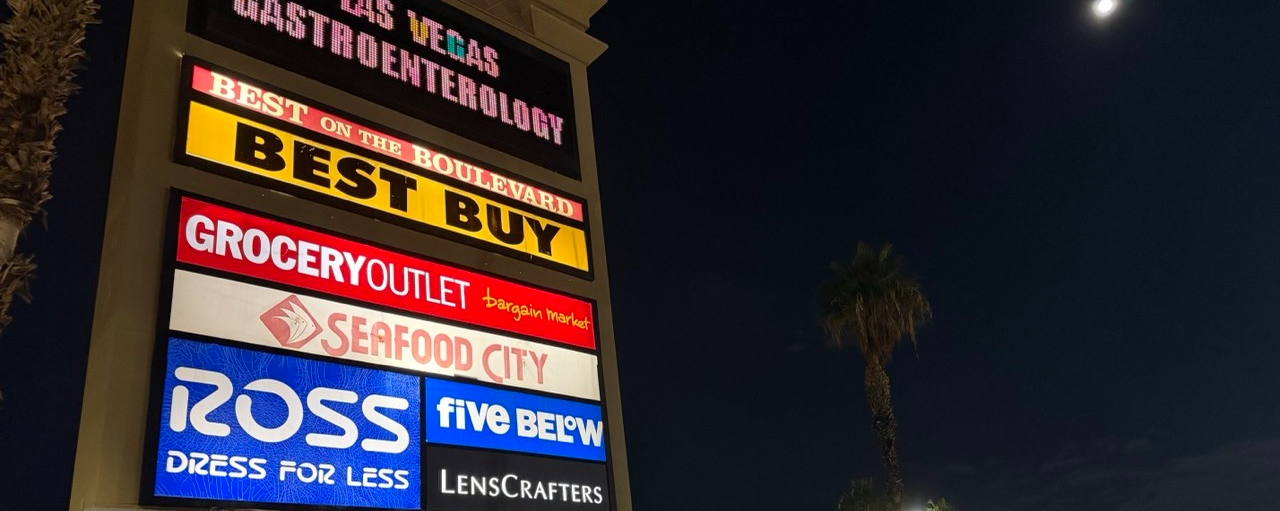 LAS VEGAS
GASTROENTEROLOGY
BEST ON THE BOULEVARD
BEST BUY
GROCERY OUTLET bargain market
SEAFOOD CITY
ROSS
DRESS FOR LESS
five BELOW
LENSCRAFTERS